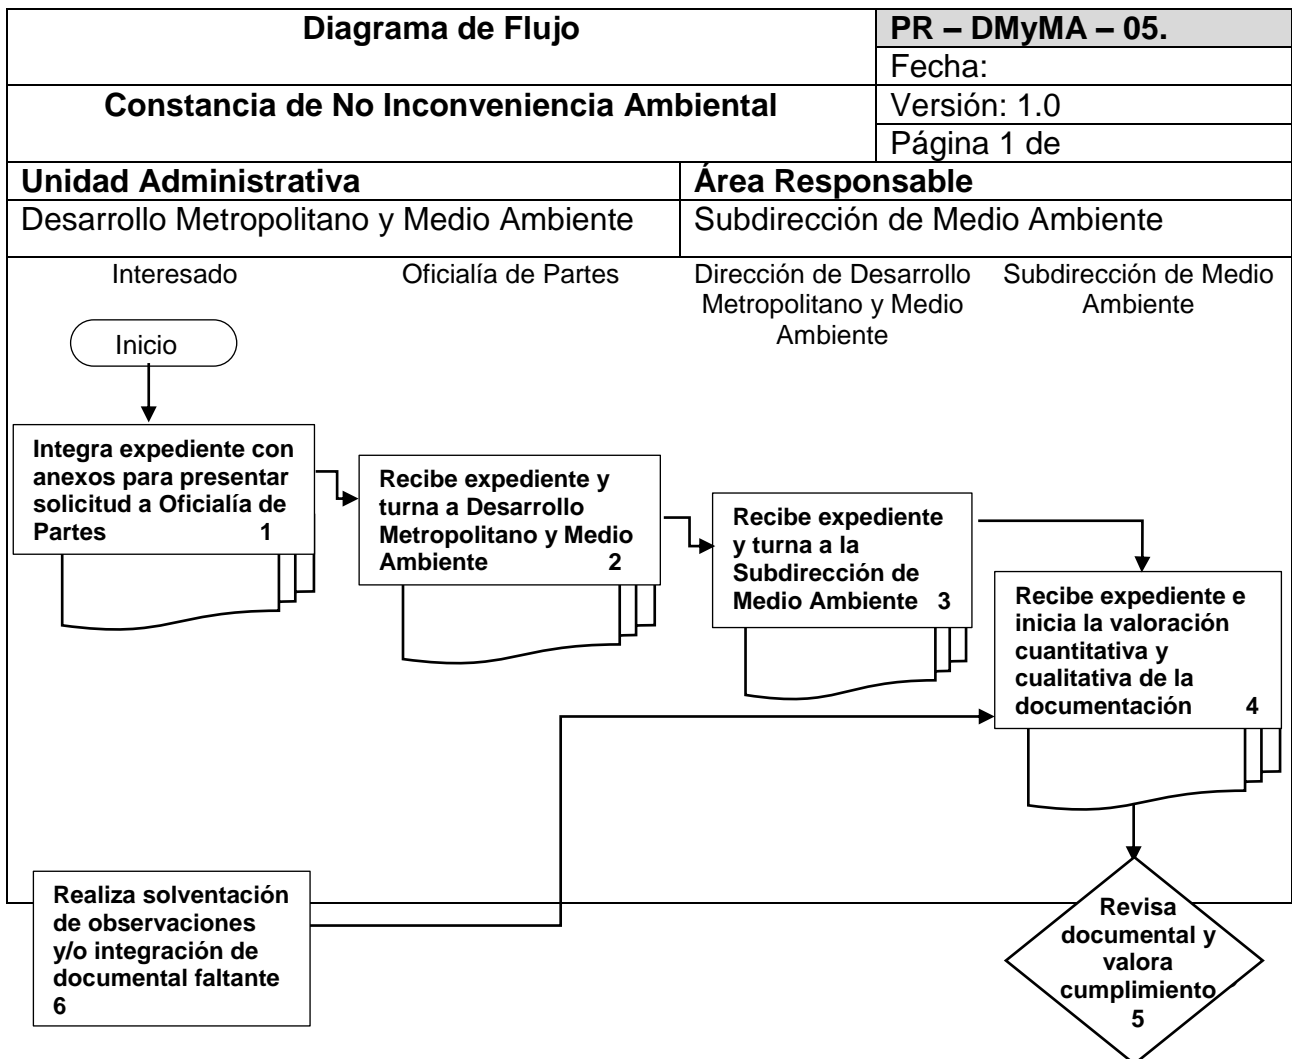 Diagrama de Flujo
PR – DMyMA – 05.
Fecha:
Constancia de No Inconveniencia Ambiental
Versión: 1.0
Página 1 de
Unidad Administrativa
Área Responsable
Desarrollo Metropolitano y Medio Ambiente
Subdirección de Medio Ambiente
Interesado
Oficialía de Partes
Dirección de Desarrollo
Metropolitano y Medio
Ambiente
Subdirección de Medio
Ambiente
Inicio
Integra expediente con
anexos para presentar
solicitud a Oficialía de
Partes 1
Recibe expediente y
turna a Desarrollo
Metropolitano y Medio
Ambiente 2
Recibe expediente
y turna a la
Subdirección de
Medio Ambiente 3
Recibe expediente e
inicia la valoración
cuantitativa y
cualitativa de la
documentación 4
Revisa
documental y
valora
cumplimiento
5
Realiza solventación
de observaciones
y/o integración de
documental faltante
6